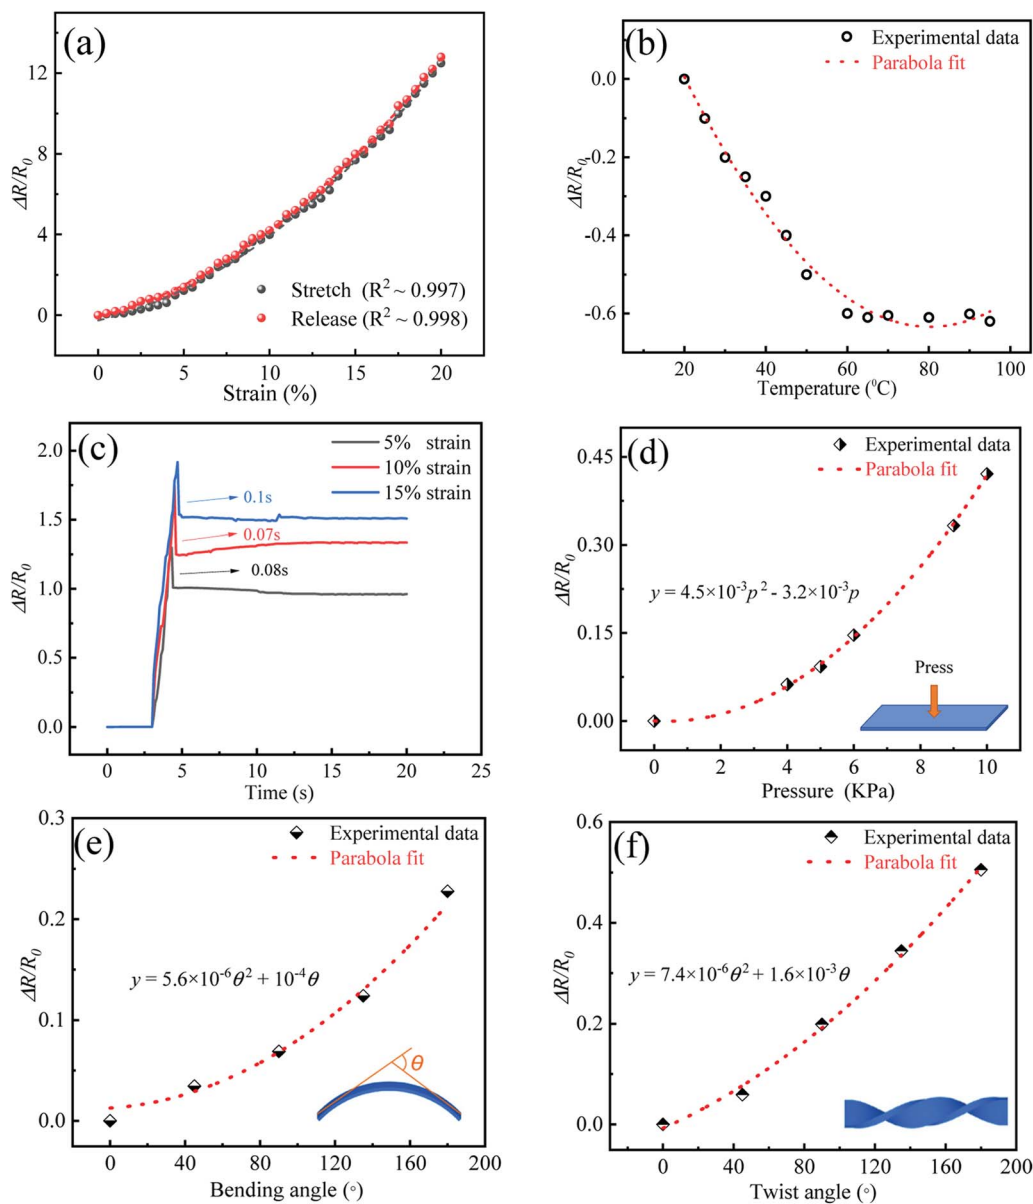 (a)
12
8
4
0
ΔR/R₀
Stretch (R² ~ 0.997)
Release (R² ~ 0.998)
0 5 10 15 20
Strain (%)
(b)
Experimental data
Parabola fit
0.0
-0.2
-0.4
-0.6
ΔR/R₀
20 40 60 80 100
Temperature (⁰C)
(c)
5% strain
10% strain
15% strain
2.0
1.5
1.0
0.5
0.0
ΔR/R₀
0.1s
0.07s
0.08s
0 5 10 15 20 25
Time (s)
(d)
Experimental data
Parabola fit
0.45
0.30
0.15
0.00
ΔR/R₀
y = 4.5×10⁻³p² - 3.2×10⁻³p
Press
0 2 4 6 8 10
Pressure (KPa)
(e)
Experimental data
Parabola fit
0.3
0.2
0.1
0.0
ΔR/R₀
y = 5.6×10⁻⁶θ² + 10⁻⁴θ
θ
0 40 80 120 160 200
Bending angle (°)
(f)
Experimental data
Parabola fit
0.6
0.4
0.2
0.0
ΔR/R₀
y = 7.4×10⁻⁶θ² + 1.6×10⁻³θ
0 40 80 120 160 200
Twist angle (°)